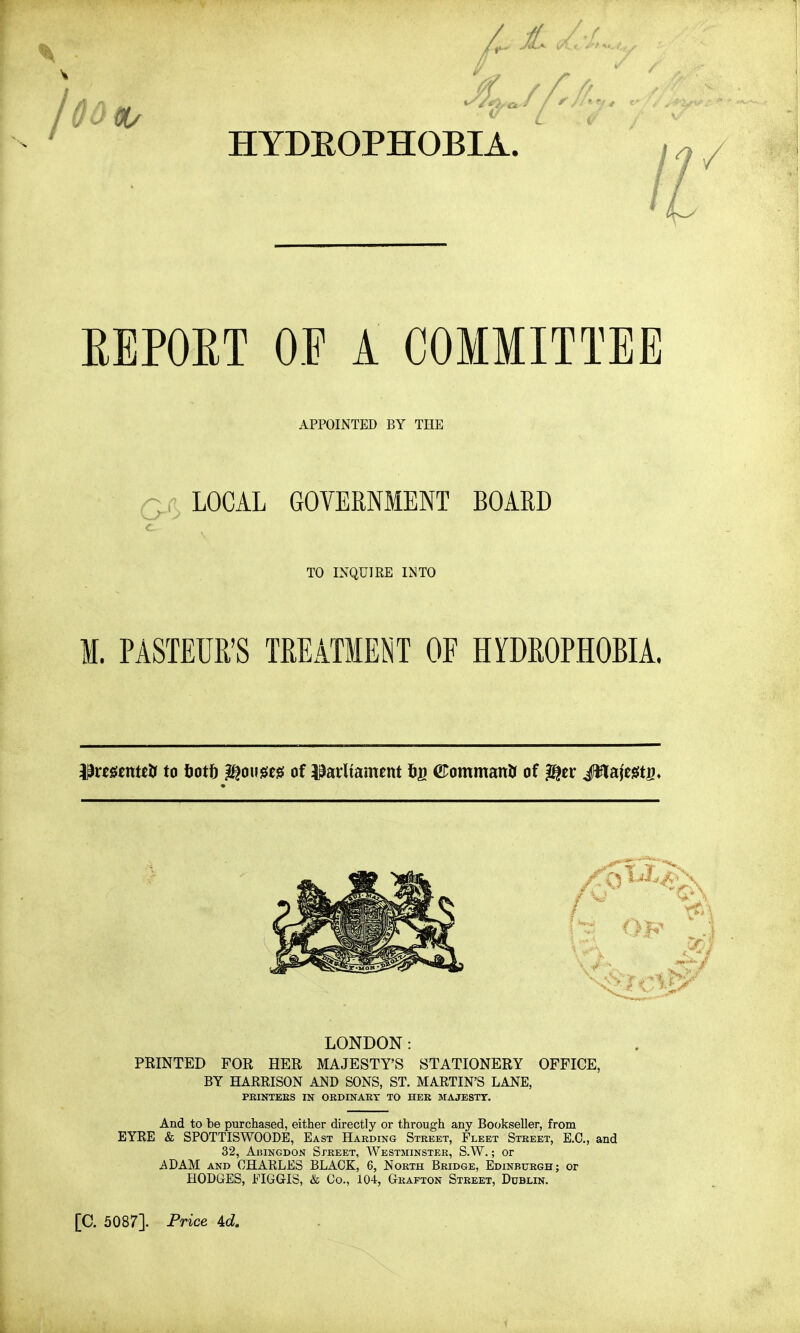 HYDROPHOBIA.
REPORT OF A COMMITTEE
APPOINTED BY THE
LOCAL GOVERNMENT BOARD
TO INQUIRE INTO
M. PASTEUR'S TREATMENT OF HYDROPHOBIA.
Presented to both Houses of Parliament by Command of Her Majesty.
OF
LONDON:
PRINTED FOR HER MAJESTY'S STATIONERY OFFICE,
BY HARRISON AND SONS, ST. MARTIN'S LANE,
PRINTERS IN ORDINARY TO HER MAJESTY.
And to be purchased, either directly or through any Bookseller, from
EYRE & SPOTTISWOODE, EAST HARDING STREET, FLEET STREET, E.C., and
32, ABINGDON STREET, WESTMINSTER, S.W.; or
ADAM AND CHARLES BLACK, 6, NORTH BRIDGE, EDINBURGH; or
HODGES, FIGGIS, & Co., 104, GRAFTON STREET, DUBLIN.
[C. 5087]. Price 4d.